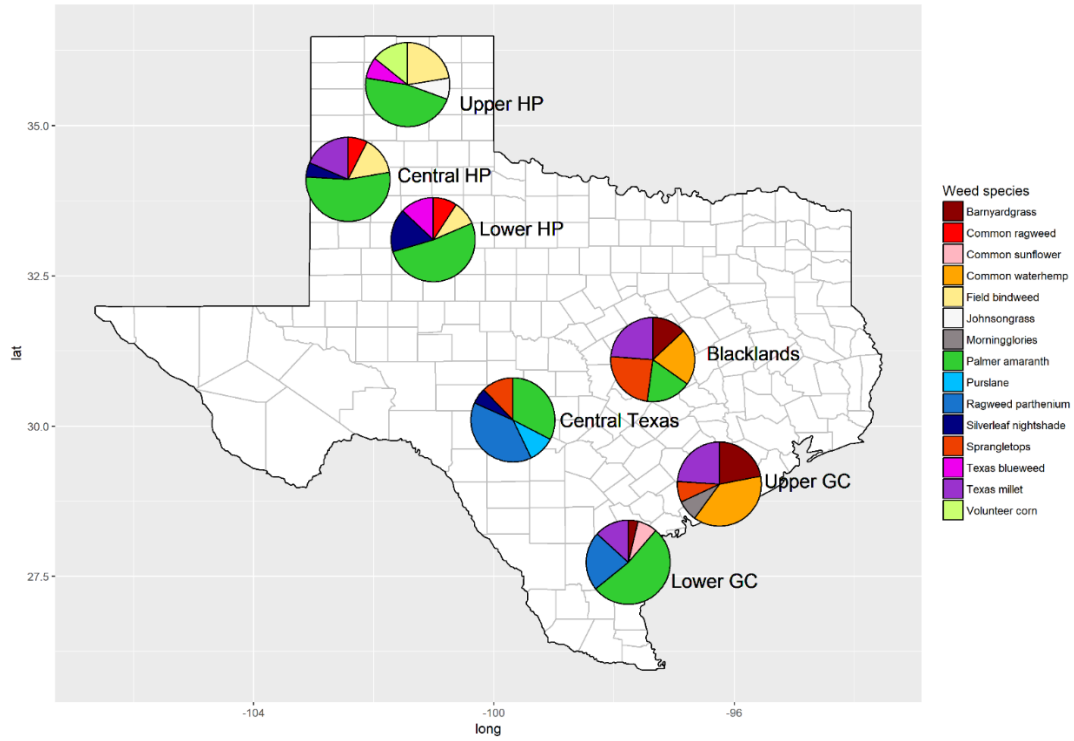 Upper HP
35.0
Central HP
Lower HP
Weed species
Barnyardgrass
Common ragweed
Common sunflower
Common waterhemp
Field bindweed
Johnsongrass
Morningglories
Palmer amaranth
Purslane
Ragweed parthenium
Silverleaf nightshade
Sprangletops
Texas blueweed
Texas millet
Volunteer corn
32.5
lat
Blacklands
Central Texas
30.0
Upper GC
Lower GC
27.5
-104
-100
-96
long